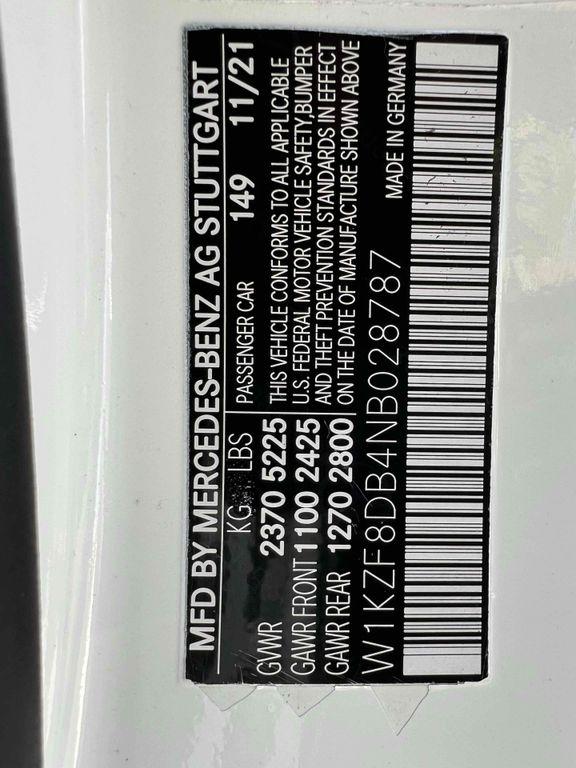 MFD BY MERCEDES-BENZ AG STUTTGART
KG LBS PASSENGER CAR 149 11/21
GVWR 2370 5225 THIS VEHICLE CONFORMS TO ALL APPLICABLE
GAWR FRONT 1100 2425 U.S. FEDERAL MOTOR VEHICLE SAFETY,BUMPER
GAWR REAR 1270 2800 AND THEFT PREVENTION STANDARDS IN EFFECT
ON THE DATE OF MANUFACTURE SHOWN ABOVE
W1KZF8DB4NB028787 MADE IN GERMANY